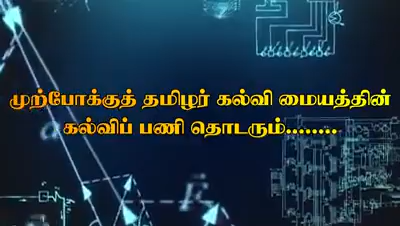 முற்போக்குத் தமிழர் கல்வி மையத்தின்
கல்விப் பணி தொடரும்........